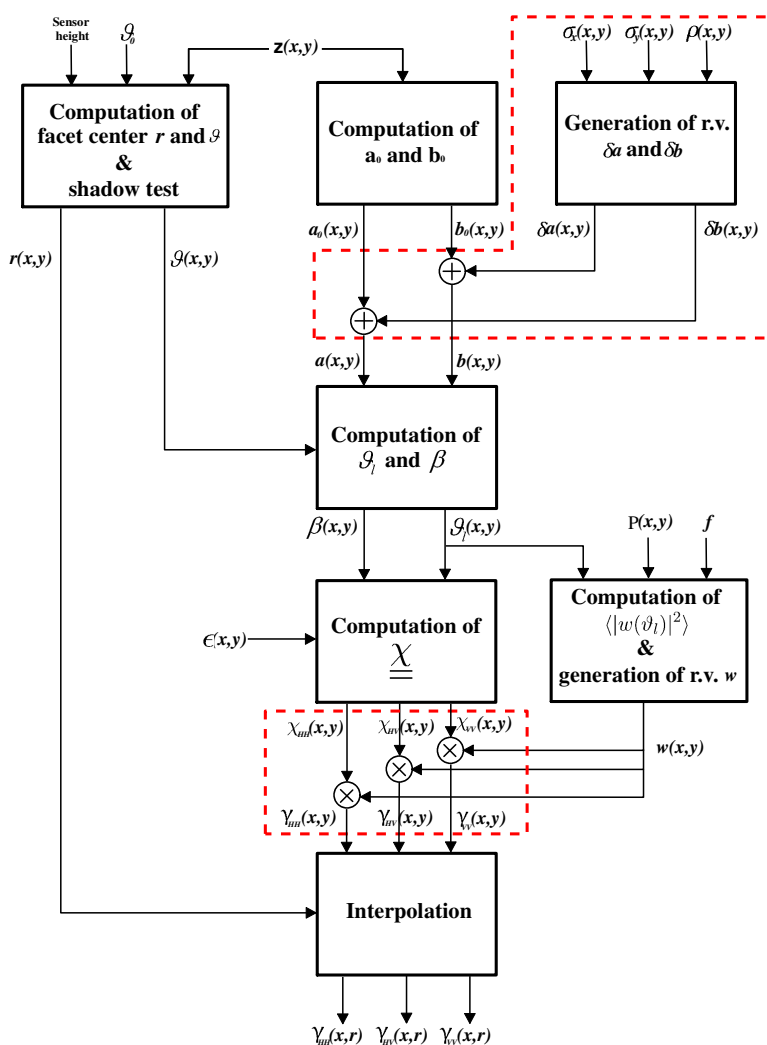 Sensor
height
𝜗₀
z(x,y)
σₓ(x,y)
σᵧ(x,y)
ρ(x,y)
Computation of
facet center r and ϑ
&
shadow test
Computation of
a₀ and b₀
Generation of r.v.
δa and δb
a₀(x,y)
b₀(x,y)
δa(x,y)
δb(x,y)
r(x,y)
ϑ(x,y)
+
+
a(x,y)
b(x,y)
Computation of
ϑₗ and β
β(x,y)
ϑₗ(x,y)
P(x,y)
f
Computation of
⟨|w(ϑₗ)|²⟩
&
generation of r.v. w
ϵ(x,y)
Computation of
χ
χHH(x,y)
χHV(x,y)
χVV(x,y)
w(x,y)
×
×
×
γHH(x,y)
γHV(x,y)
γVV(x,y)
Interpolation
γHH(x,r)
γHV(x,r)
γVV(x,r)